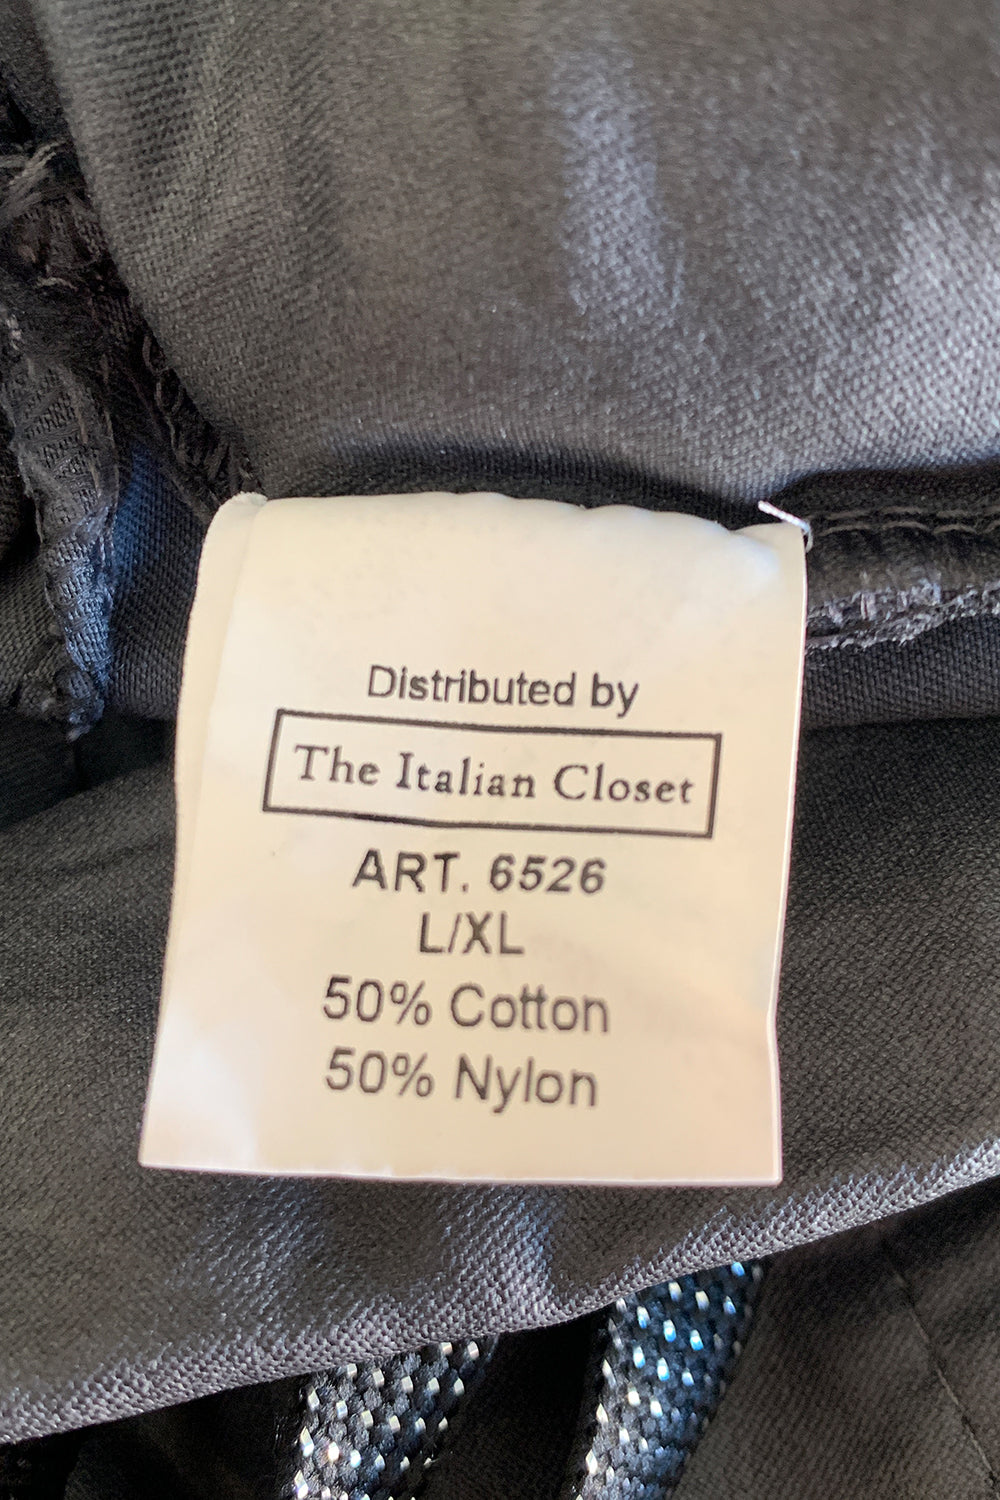 Distributed by
The Italian Closet
ART. 6526
L/XL
50% Cotton
50% Nylon